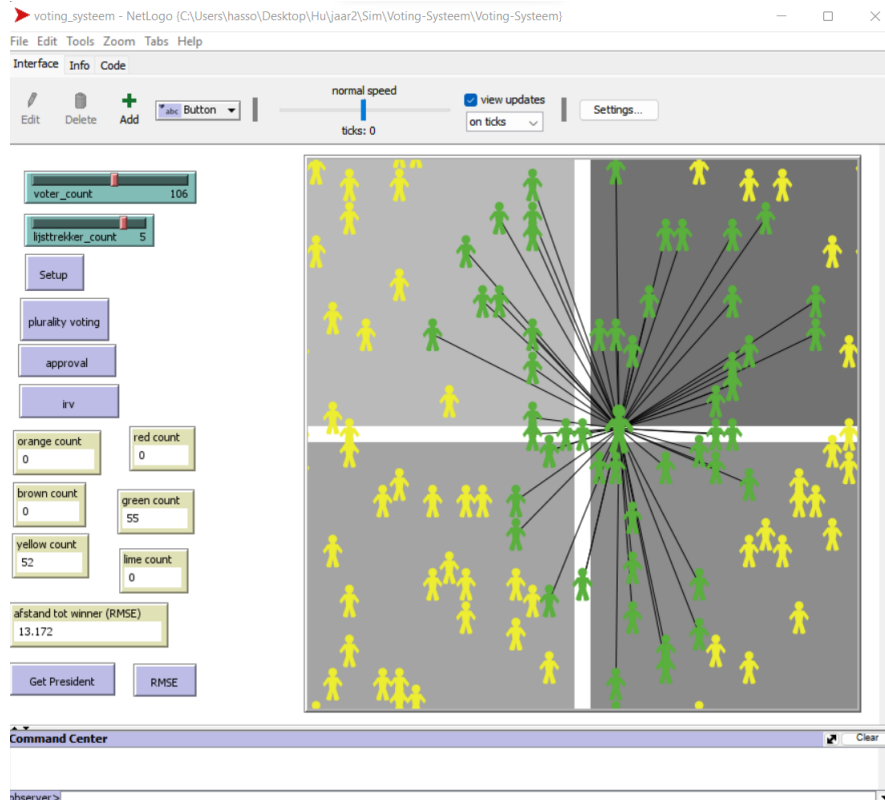 voting_systeem - NetLogo {C:\Users\hasso\Desktop\Hu\jaar2\Sim\Voting-Systeem\Voting-Systeem}
File Edit Tools Zoom Tabs Help
Interface Info Code
Edit
Delete
Add
abc Button
normal speed
ticks: 0
view updates
on ticks
Settings...
voter_count 106
lijsttrekker_count 5
Setup
plurality voting
approval
irv
orange count
0
red count
0
brown count
0
green count
55
yellow count
52
lime count
0
afstand tot winner (RMSE)
13.172
Get President
RMSE
Command Center
Clear
observer>